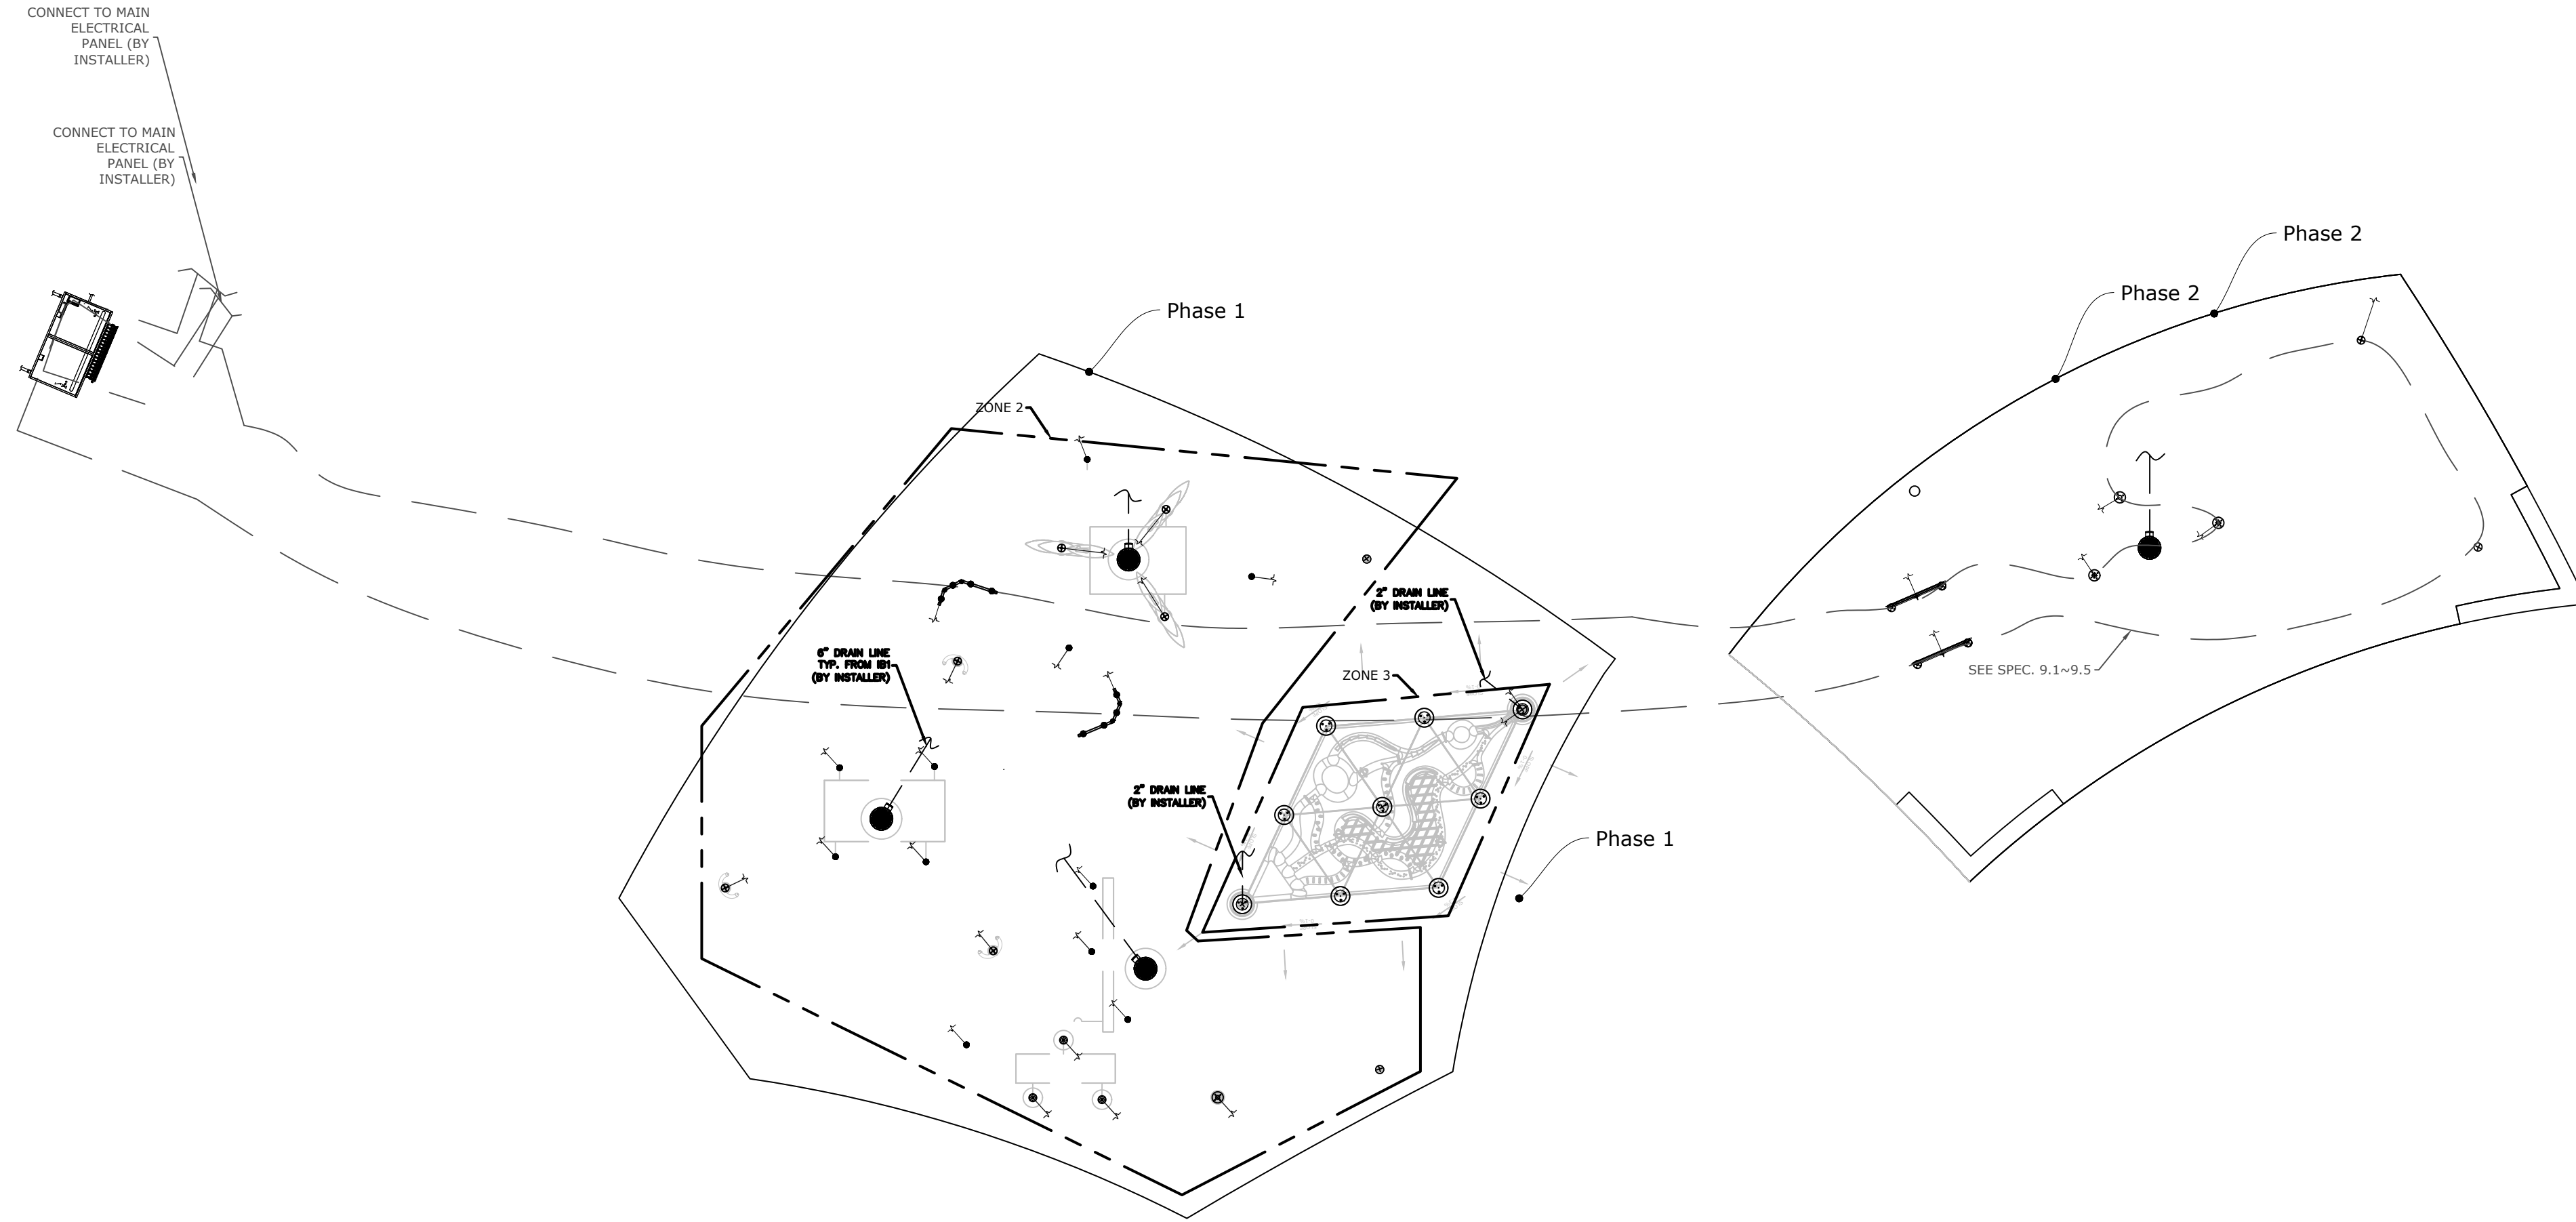 CONNECT TO MAIN
ELECTRICAL
PANEL (BY
INSTALLER)
CONNECT TO MAIN
ELECTRICAL
PANEL (BY
INSTALLER)
Phase 2
Phase 2
Phase 1
ZONE 2
2" DRAIN LINE
(BY INSTALLER)
6" DRAIN LINE
TYP. FROM IB1
(BY INSTALLER)
ZONE 3
SEE SPEC. 9.1~9.5
2" DRAIN LINE
(BY INSTALLER)
Phase 1